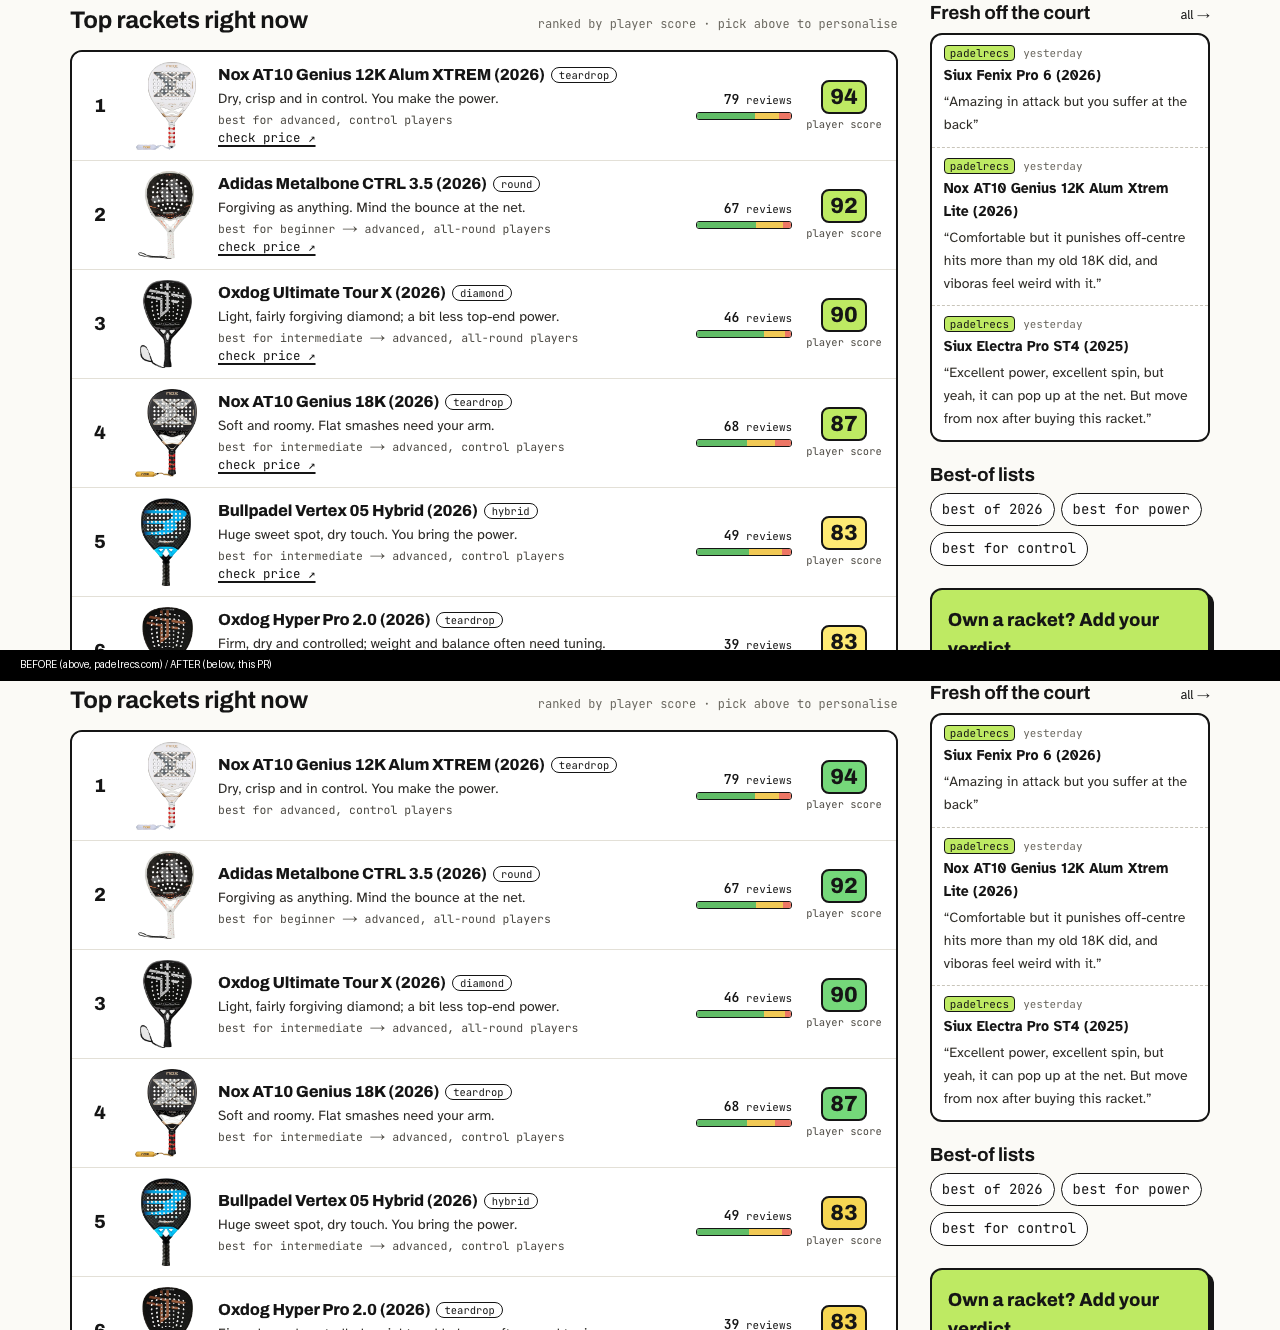 Top rackets right now
ranked by player score · pick above to personalise
1
Nox AT10 Genius 12K Alum XTREM (2026) teardrop
Dry, crisp and in control. You make the power.
best for advanced, control players
check price ↗
79 reviews
94
player score
2
Adidas Metalbone CTRL 3.5 (2026) round
Forgiving as anything. Mind the bounce at the net.
best for beginner → advanced, all-round players
check price ↗
67 reviews
92
player score
3
Oxdog Ultimate Tour X (2026) diamond
Light, fairly forgiving diamond; a bit less top-end power.
best for intermediate → advanced, all-round players
check price ↗
46 reviews
90
player score
4
Nox AT10 Genius 18K (2026) teardrop
Soft and roomy. Flat smashes need your arm.
best for intermediate → advanced, control players
check price ↗
68 reviews
87
player score
5
Bullpadel Vertex 05 Hybrid (2026) hybrid
Huge sweet spot, dry touch. You bring the power.
best for intermediate → advanced, control players
check price ↗
49 reviews
83
player score
6
Oxdog Hyper Pro 2.0 (2026) teardrop
Firm, dry and controlled; weight and balance often need tuning.
39 reviews
83
Fresh off the court
all →
padelrecs yesterday
Siux Fenix Pro 6 (2026)
“Amazing in attack but you suffer at the
back”
padelrecs yesterday
Nox AT10 Genius 12K Alum Xtrem
Lite (2026)
“Comfortable but it punishes off-centre
hits more than my old 18K did, and
viboras feel weird with it.”
padelrecs yesterday
Siux Electra Pro ST4 (2025)
“Excellent power, excellent spin, but
yeah, it can pop up at the net. But move
from nox after buying this racket.”
Best-of lists
best of 2026
best for power
best for control
Own a racket? Add your
verdict
BEFORE (above, padelrecs.com) / AFTER (below, this PR)
Top rackets right now
ranked by player score · pick above to personalise
1
Nox AT10 Genius 12K Alum XTREM (2026) teardrop
Dry, crisp and in control. You make the power.
best for advanced, control players
79 reviews
94
player score
2
Adidas Metalbone CTRL 3.5 (2026) round
Forgiving as anything. Mind the bounce at the net.
best for beginner → advanced, all-round players
67 reviews
92
player score
3
Oxdog Ultimate Tour X (2026) diamond
Light, fairly forgiving diamond; a bit less top-end power.
best for intermediate → advanced, all-round players
46 reviews
90
player score
4
Nox AT10 Genius 18K (2026) teardrop
Soft and roomy. Flat smashes need your arm.
best for intermediate → advanced, control players
68 reviews
87
player score
5
Bullpadel Vertex 05 Hybrid (2026) hybrid
Huge sweet spot, dry touch. You bring the power.
best for intermediate → advanced, control players
49 reviews
83
player score
6
Oxdog Hyper Pro 2.0 (2026) teardrop
39 reviews
83
Fresh off the court
all →
padelrecs yesterday
Siux Fenix Pro 6 (2026)
“Amazing in attack but you suffer at the
back”
padelrecs yesterday
Nox AT10 Genius 12K Alum Xtrem
Lite (2026)
“Comfortable but it punishes off-centre
hits more than my old 18K did, and
viboras feel weird with it.”
padelrecs yesterday
Siux Electra Pro ST4 (2025)
“Excellent power, excellent spin, but
yeah, it can pop up at the net. But move
from nox after buying this racket.”
Best-of lists
best of 2026
best for power
best for control
Own a racket? Add your
verdict